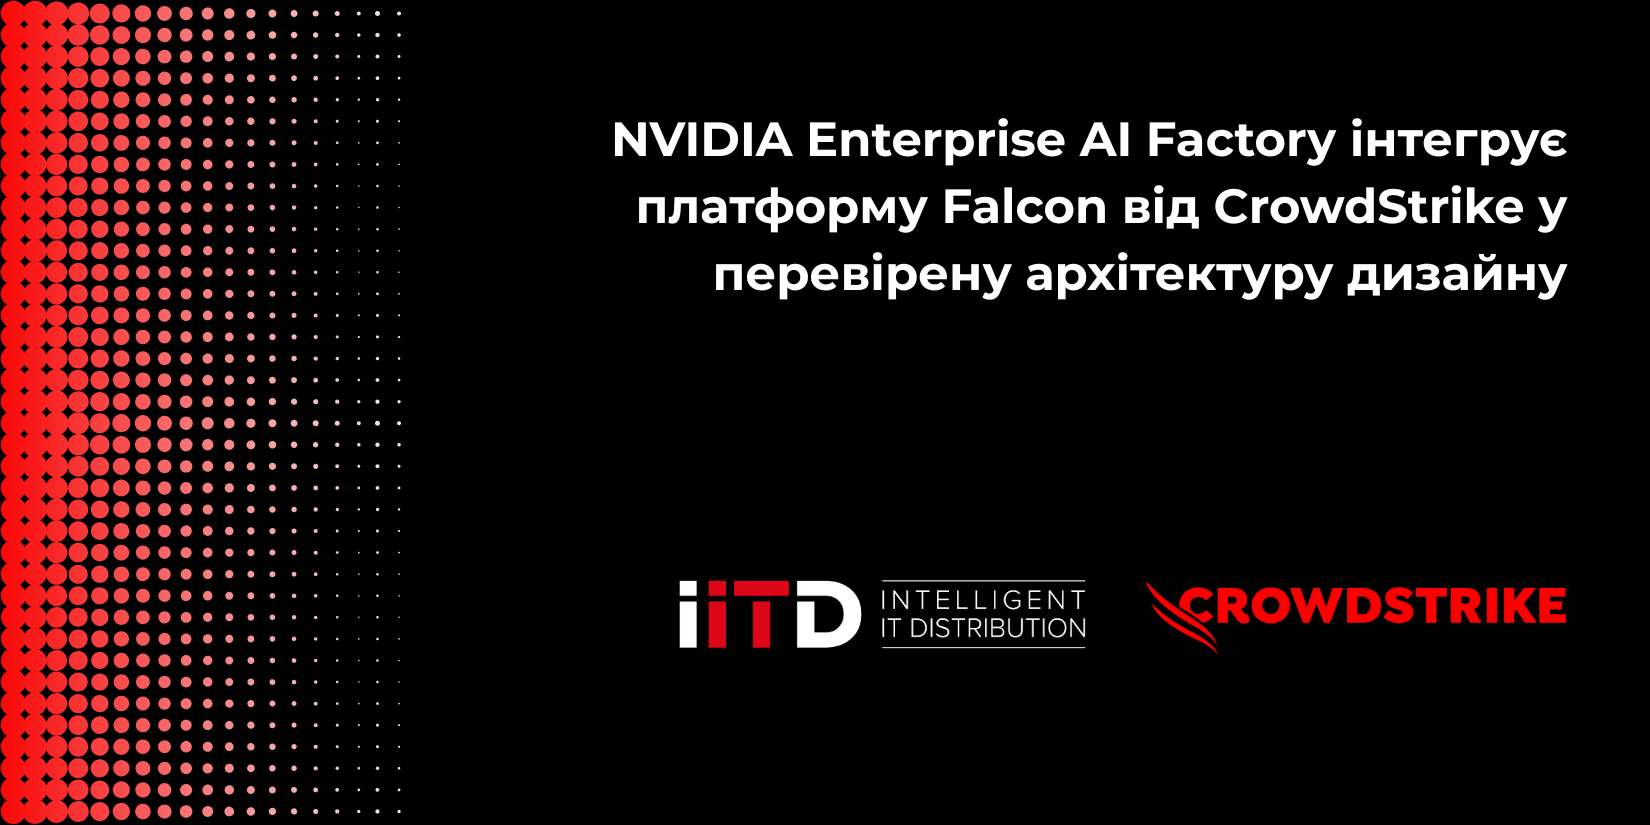 NVIDIA Enterprise AI Factory інтегрує
платформу Falcon від CrowdStrike у
перевірену архітектуру дизайну
iITD INTELLIGENT
IT DISTRIBUTION
CROWDSTRIKE